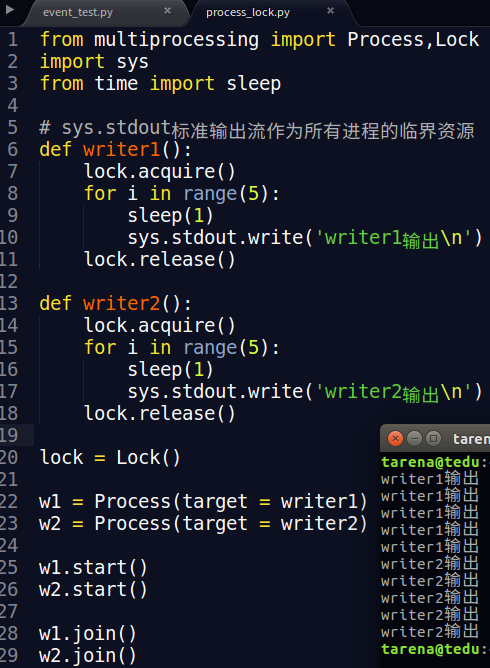 event_test.py × process_lock.py ×
1 from multiprocessing import Process,Lock
2 import sys
3 from time import sleep
4
5 # sys.stdout标准输出流作为所有进程的临界资源
6 def writer1():
7     lock.acquire()
8     for i in range(5):
9         sleep(1)
10         sys.stdout.write('writer1输出\n')
11     lock.release()
12
13 def writer2():
14     lock.acquire()
15     for i in range(5):
16         sleep(1)
17         sys.stdout.write('writer2输出\n')
18     lock.release()
19
20 lock = Lock()
21
22 w1 = Process(target = writer1)
23 w2 = Process(target = writer2)
24
25 w1.start()
26 w2.start()
27
28 w1.join()
29 w2.join()
taren
tarena@tedu:
writer1输出
writer1输出
writer1输出
writer1输出
writer1输出
writer2输出
writer2输出
writer2输出
writer2输出
writer2输出
tarena@tedu: